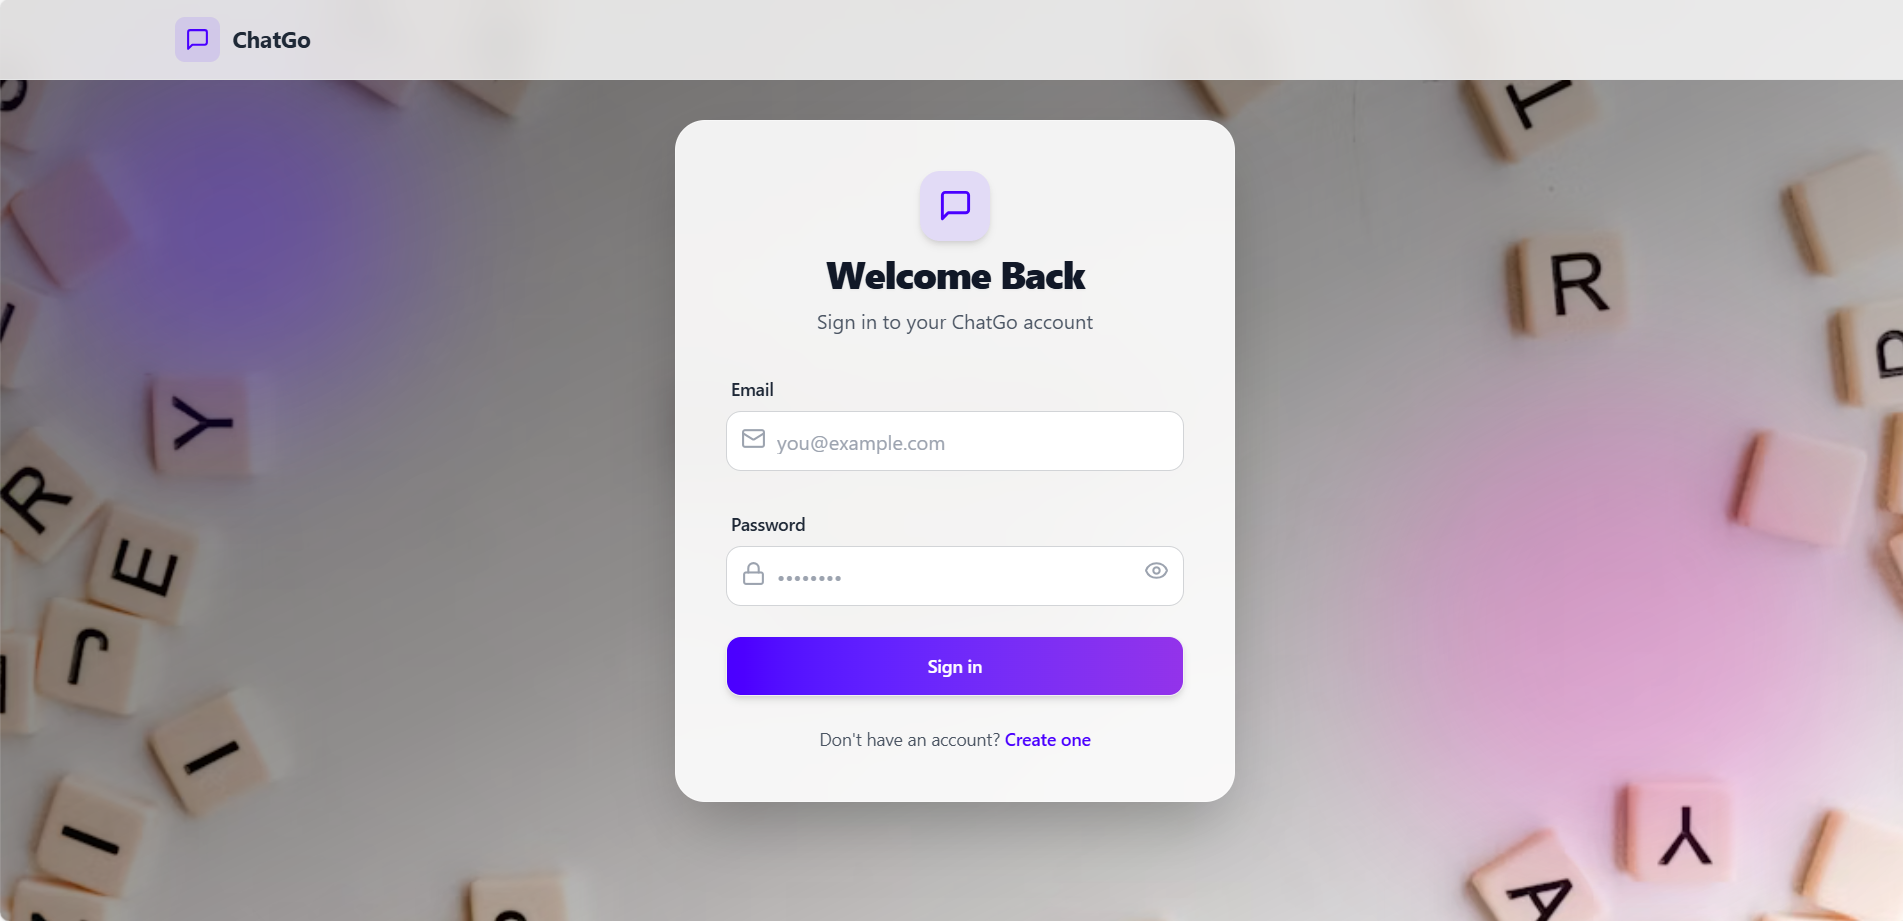 ChatGo
T
Welcome Back
R
Sign in to your ChatGo account
Email
you@example.com
Y
R
Password
E
J
Sign in
Don't have an account? Create one
I
I
Y
A